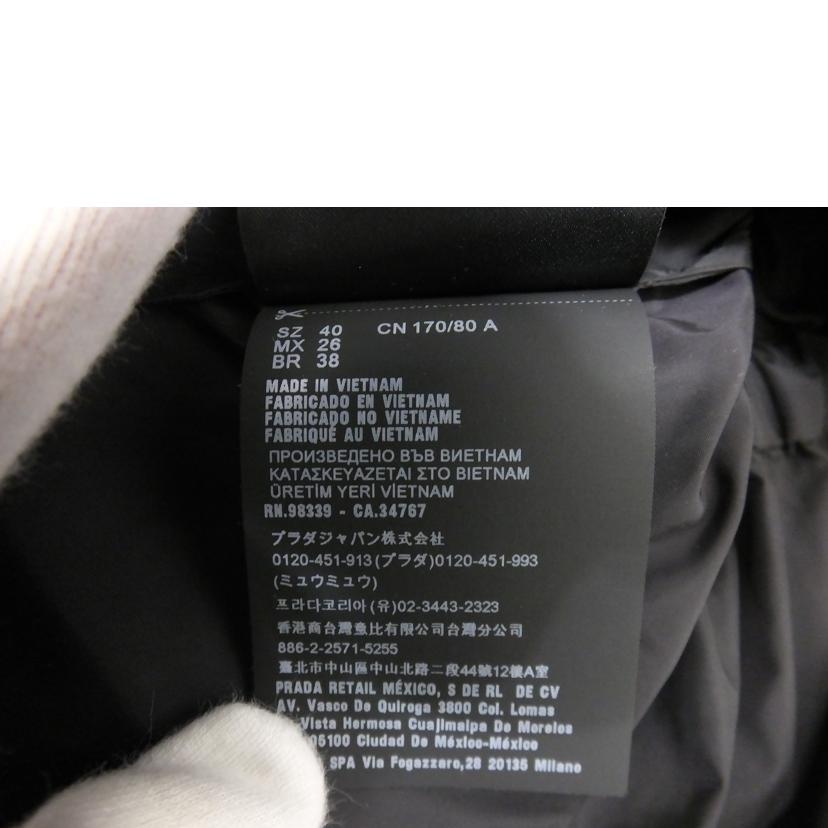 SZ 40 CN 170/80 A
MX 26
BR 38
MADE IN VIETNAM
FABRICADO EN VIETNAM
FABRICADO NO VIETNAME
FABRIQUÉ AU VIETNAM
ПРОИЗВЕДЕНО ВЪВ ВИЕТНАМ
ΚΑΤΑΣΚΕΥΑΖΕΤΑΙ ΣΤΟ ΒΙΕΤΝΑΜ
ÜRETİM YERİ VİETNAM
RN.98339 - CA.34767
プラダジャパン株式会社
0120-451-913(プラダ)0120-451-993
(ミュウミュウ)
프라다코리아(유)02-3443-2323
香港商台灣意比有限公司台灣分公司
886-2-2571-5255
臺北市中山區中山北路二段44號12樓A室
PRADA RETAIL MÉXICO, S DE RL DE CV
AV. Vasco De Quiroga 3800 Col. Lomas
Vista Hermosa Cuajimalpa De Morelos
05100 Ciudad De México-México
SPA Via Fogazzaro,28 20135 Milano